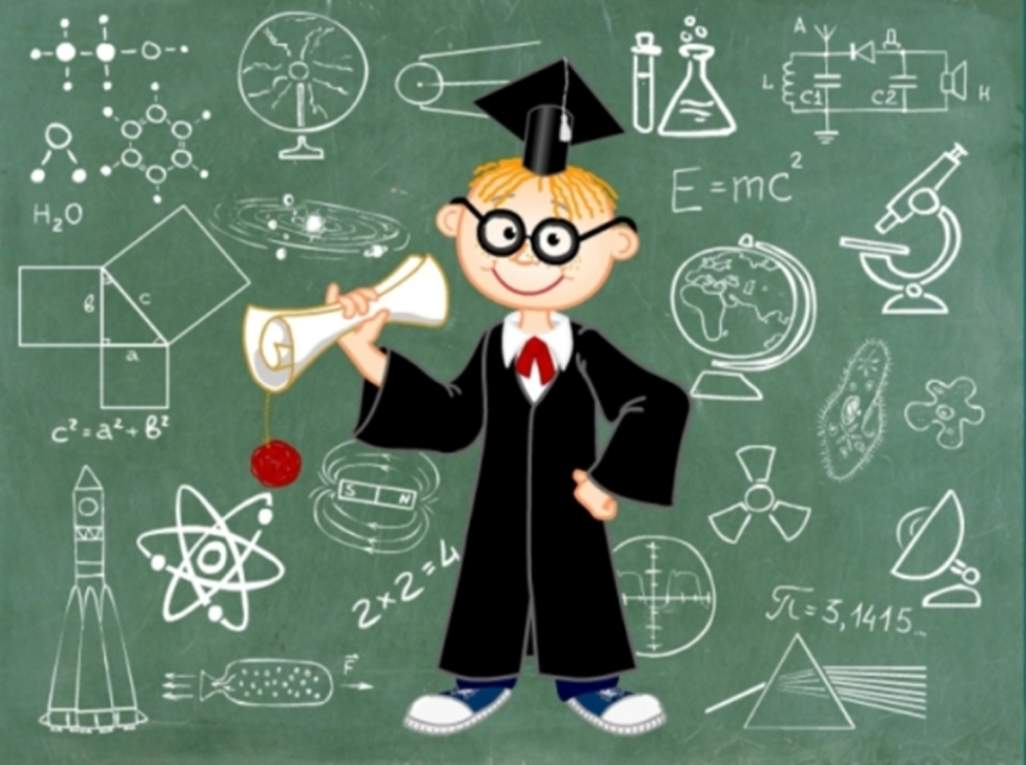 A
L
C1
C2
H
E=mc²
H₂O
в
c
a
c²=a²+в²
S N
2×2=4
π=3,1415..
F